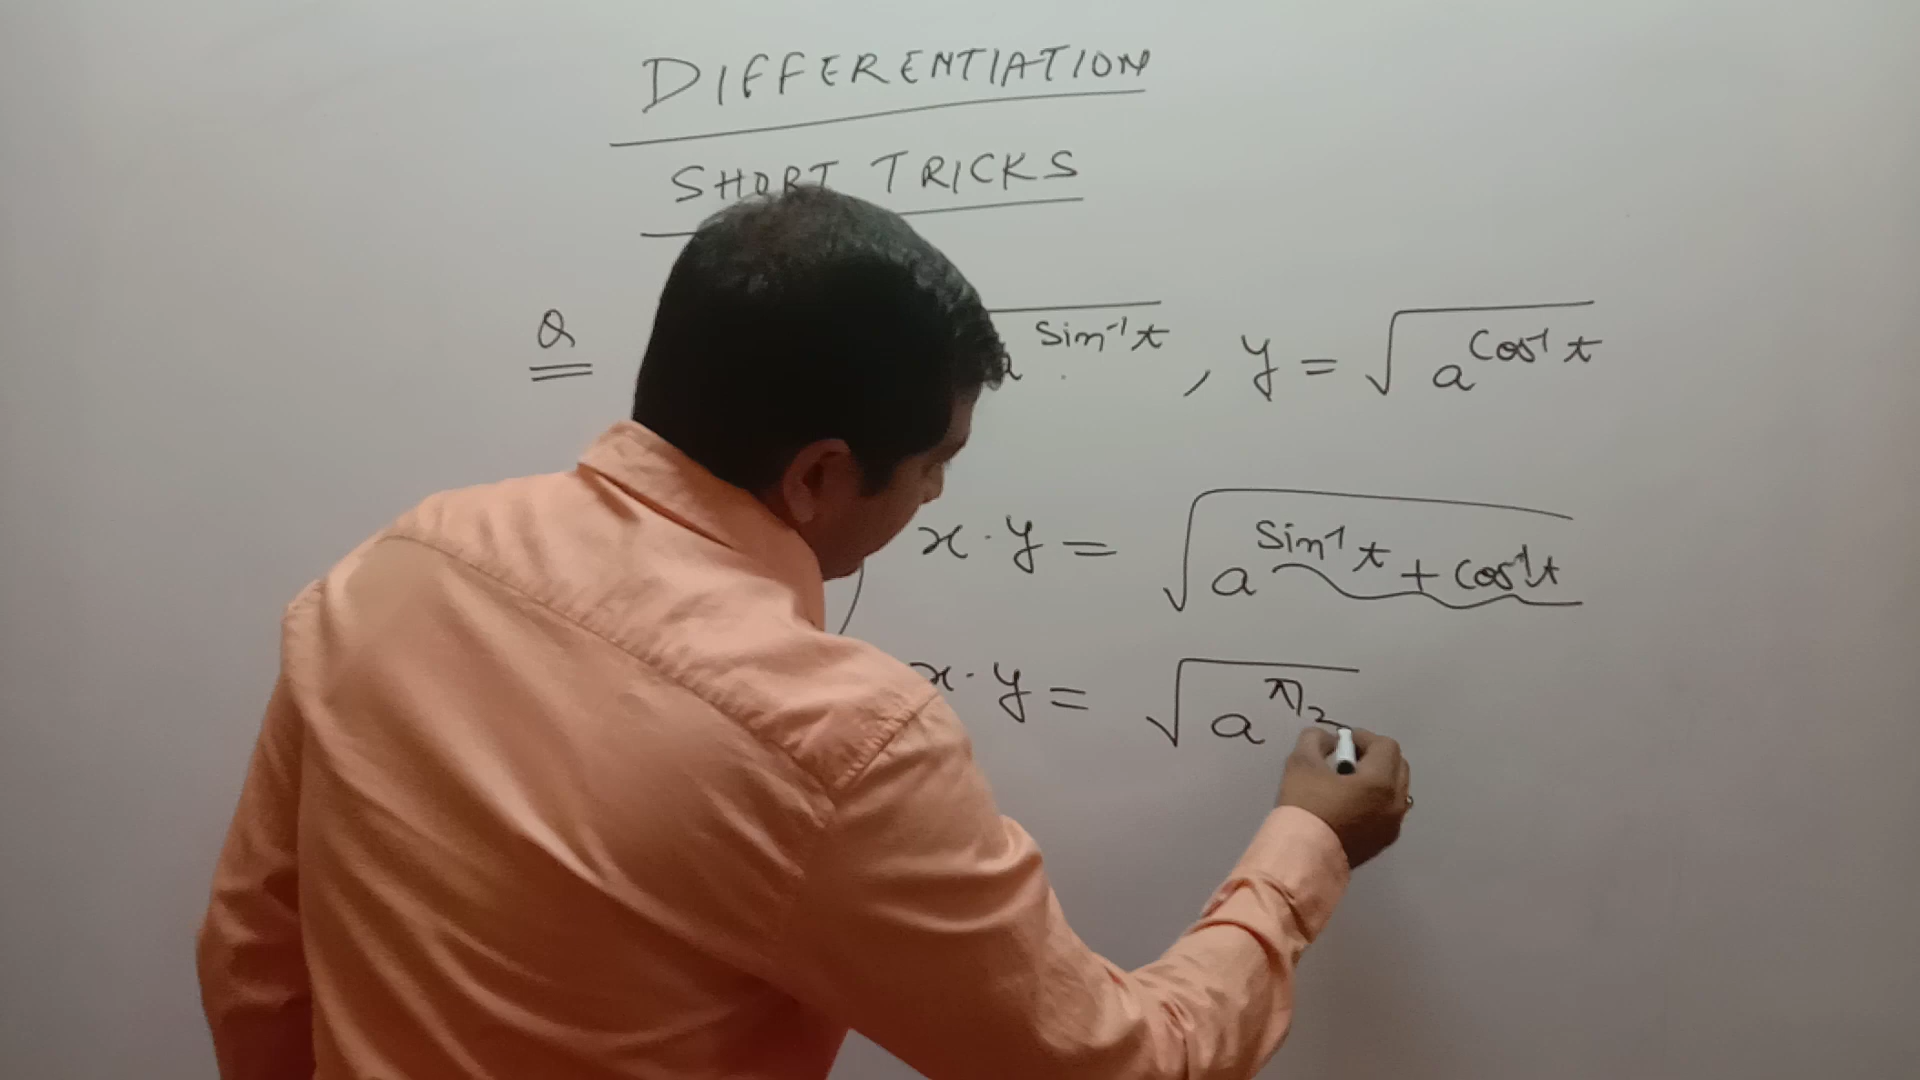 DIFFERENTIATION
SHORT TRICKS
Q a^{sin⁻¹t} , y = √(a^{cos⁻¹t})
x · y = √(a^{sin⁻¹t + cos⁻¹t})
x · y = √(a^{π/2})